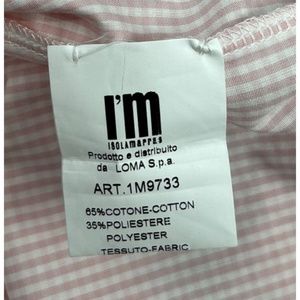 I'm
ISOLAMARRAS
Prodotto e distribuito
da LOMA S.p.a.
ART.1M9733
65%COTONE-COTTON
35%POLIESTERE
POLYESTER
TESSUTO-FABRIC